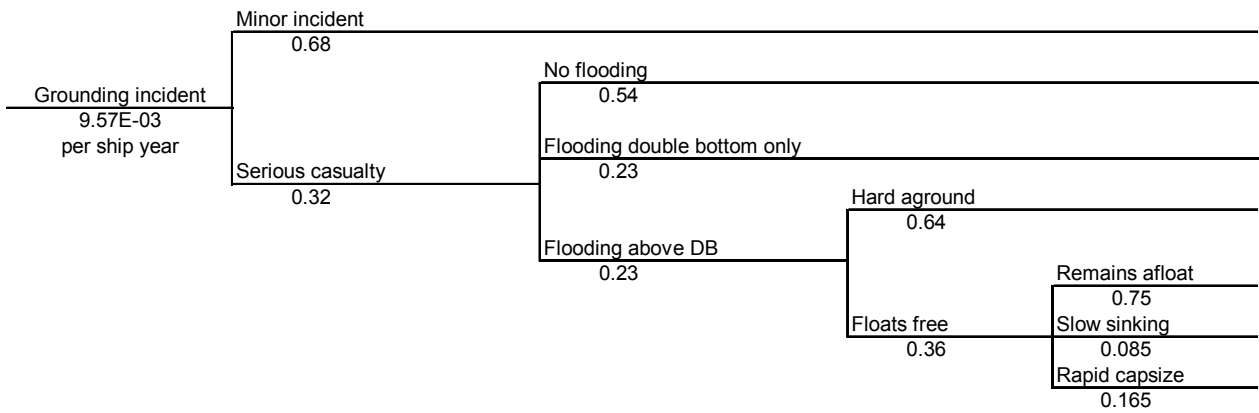 Minor incident
0.68
No flooding
0.54
Grounding incident
9.57E-03
per ship year
Flooding double bottom only
0.23
Serious casualty
0.32
Hard aground
0.64
Flooding above DB
0.23
Remains afloat
0.75
Floats free
0.36
Slow sinking
0.085
Rapid capsize
0.165